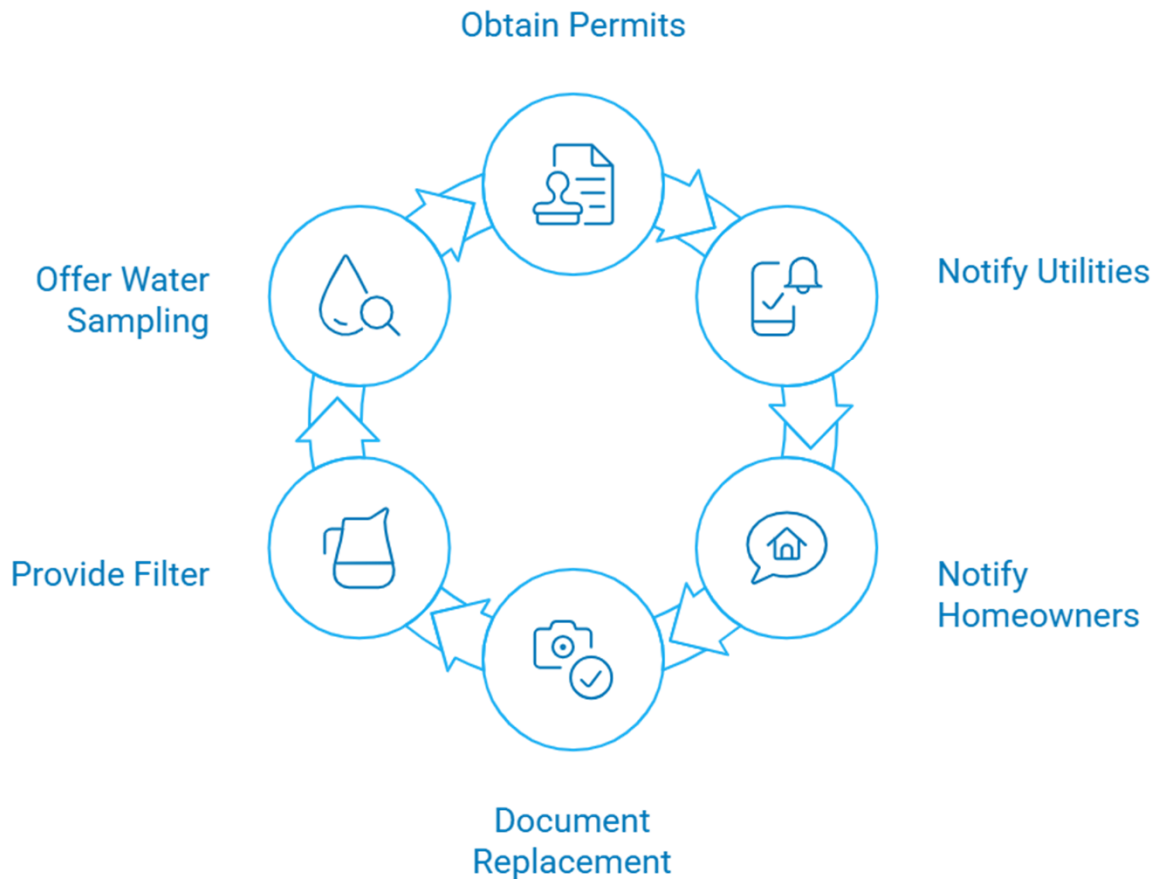 Obtain Permits
Notify Utilities
Notify
Homeowners
Document
Replacement
Provide Filter
Offer Water
Sampling